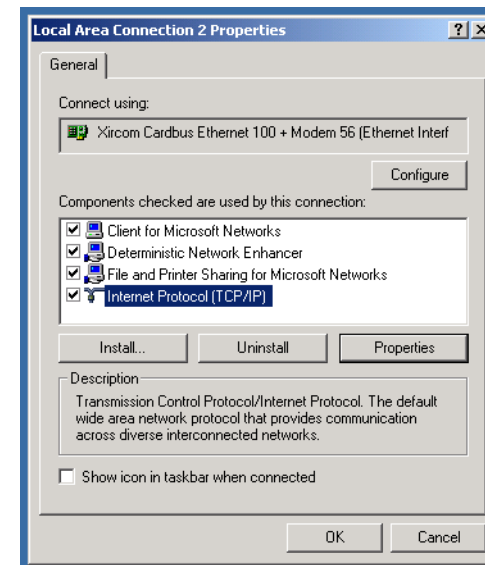 Local Area Connection 2 Properties
General
Connect using:
Xircom Cardbus Ethernet 100 + Modem 56 (Ethernet Interf
Configure
Components checked are used by this connection:
Client for Microsoft Networks
Deterministic Network Enhancer
File and Printer Sharing for Microsoft Networks
Internet Protocol (TCP/IP)
Install... Uninstall Properties
Description
Transmission Control Protocol/Internet Protocol. The default
wide area network protocol that provides communication
across diverse interconnected networks.
Show icon in taskbar when connected
OK Cancel